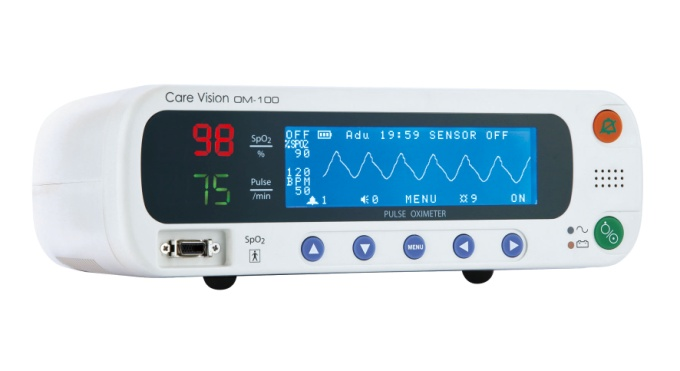 Care Vision OM-100
98 SpO2 %
75 Pulse /min
OFF Adu 19:59 SENSOR OFF
%SPO2
90
120
BPM
50
1 0 MENU 9 ON
PULSE OXIMETER
SpO2
MENU